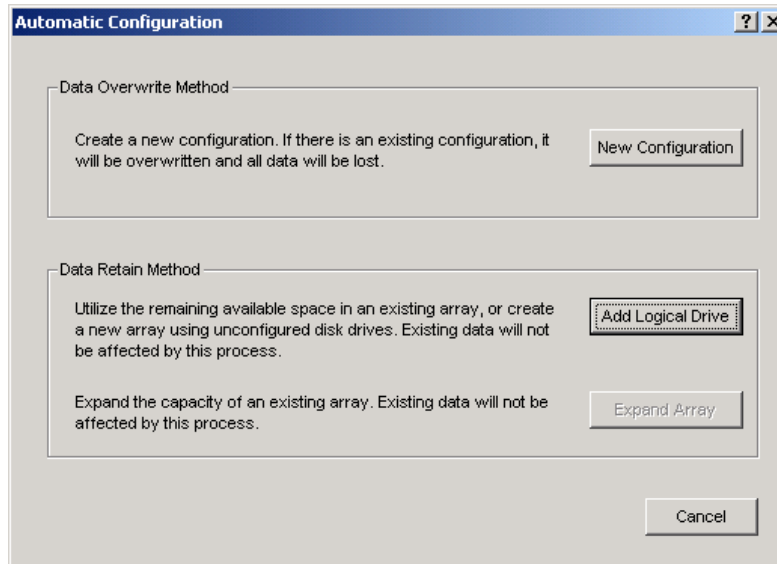 Automatic Configuration
Data Overwrite Method
Create a new configuration. If there is an existing configuration, it
will be overwritten and all data will be lost.
New Configuration
Data Retain Method
Utilize the remaining available space in an existing array, or create
a new array using unconfigured disk drives. Existing data will not
be affected by this process.
Add Logical Drive
Expand the capacity of an existing array. Existing data will not be
affected by this process.
Expand Array
Cancel